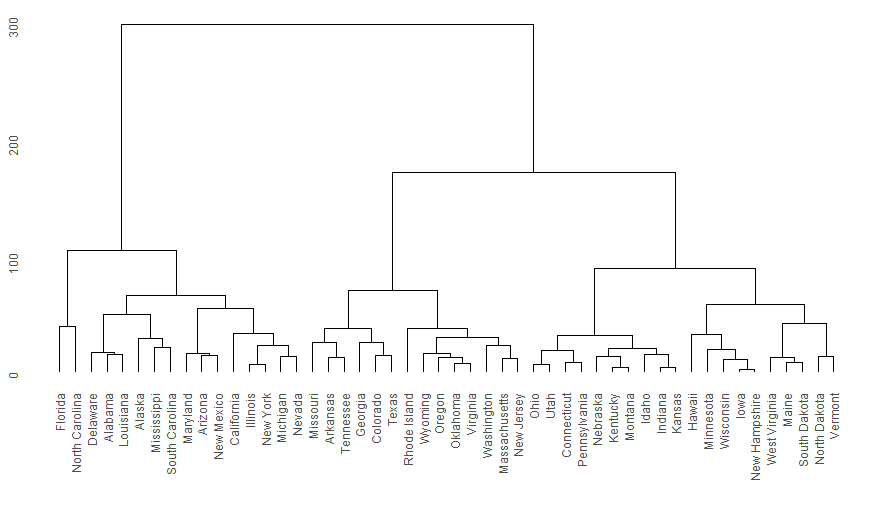 300
200
100
0
Florida
North Carolina
Delaware
Alabama
Louisiana
Alaska
Mississippi
South Carolina
Maryland
Arizona
New Mexico
California
Illinois
New York
Michigan
Nevada
Missouri
Arkansas
Tennessee
Georgia
Colorado
Texas
Rhode Island
Wyoming
Oregon
Oklahoma
Virginia
Washington
Massachusetts
New Jersey
Ohio
Utah
Connecticut
Pennsylvania
Nebraska
Kentucky
Montana
Idaho
Indiana
Kansas
Hawaii
Minnesota
Wisconsin
Iowa
New Hampshire
West Virginia
Maine
South Dakota
North Dakota
Vermont